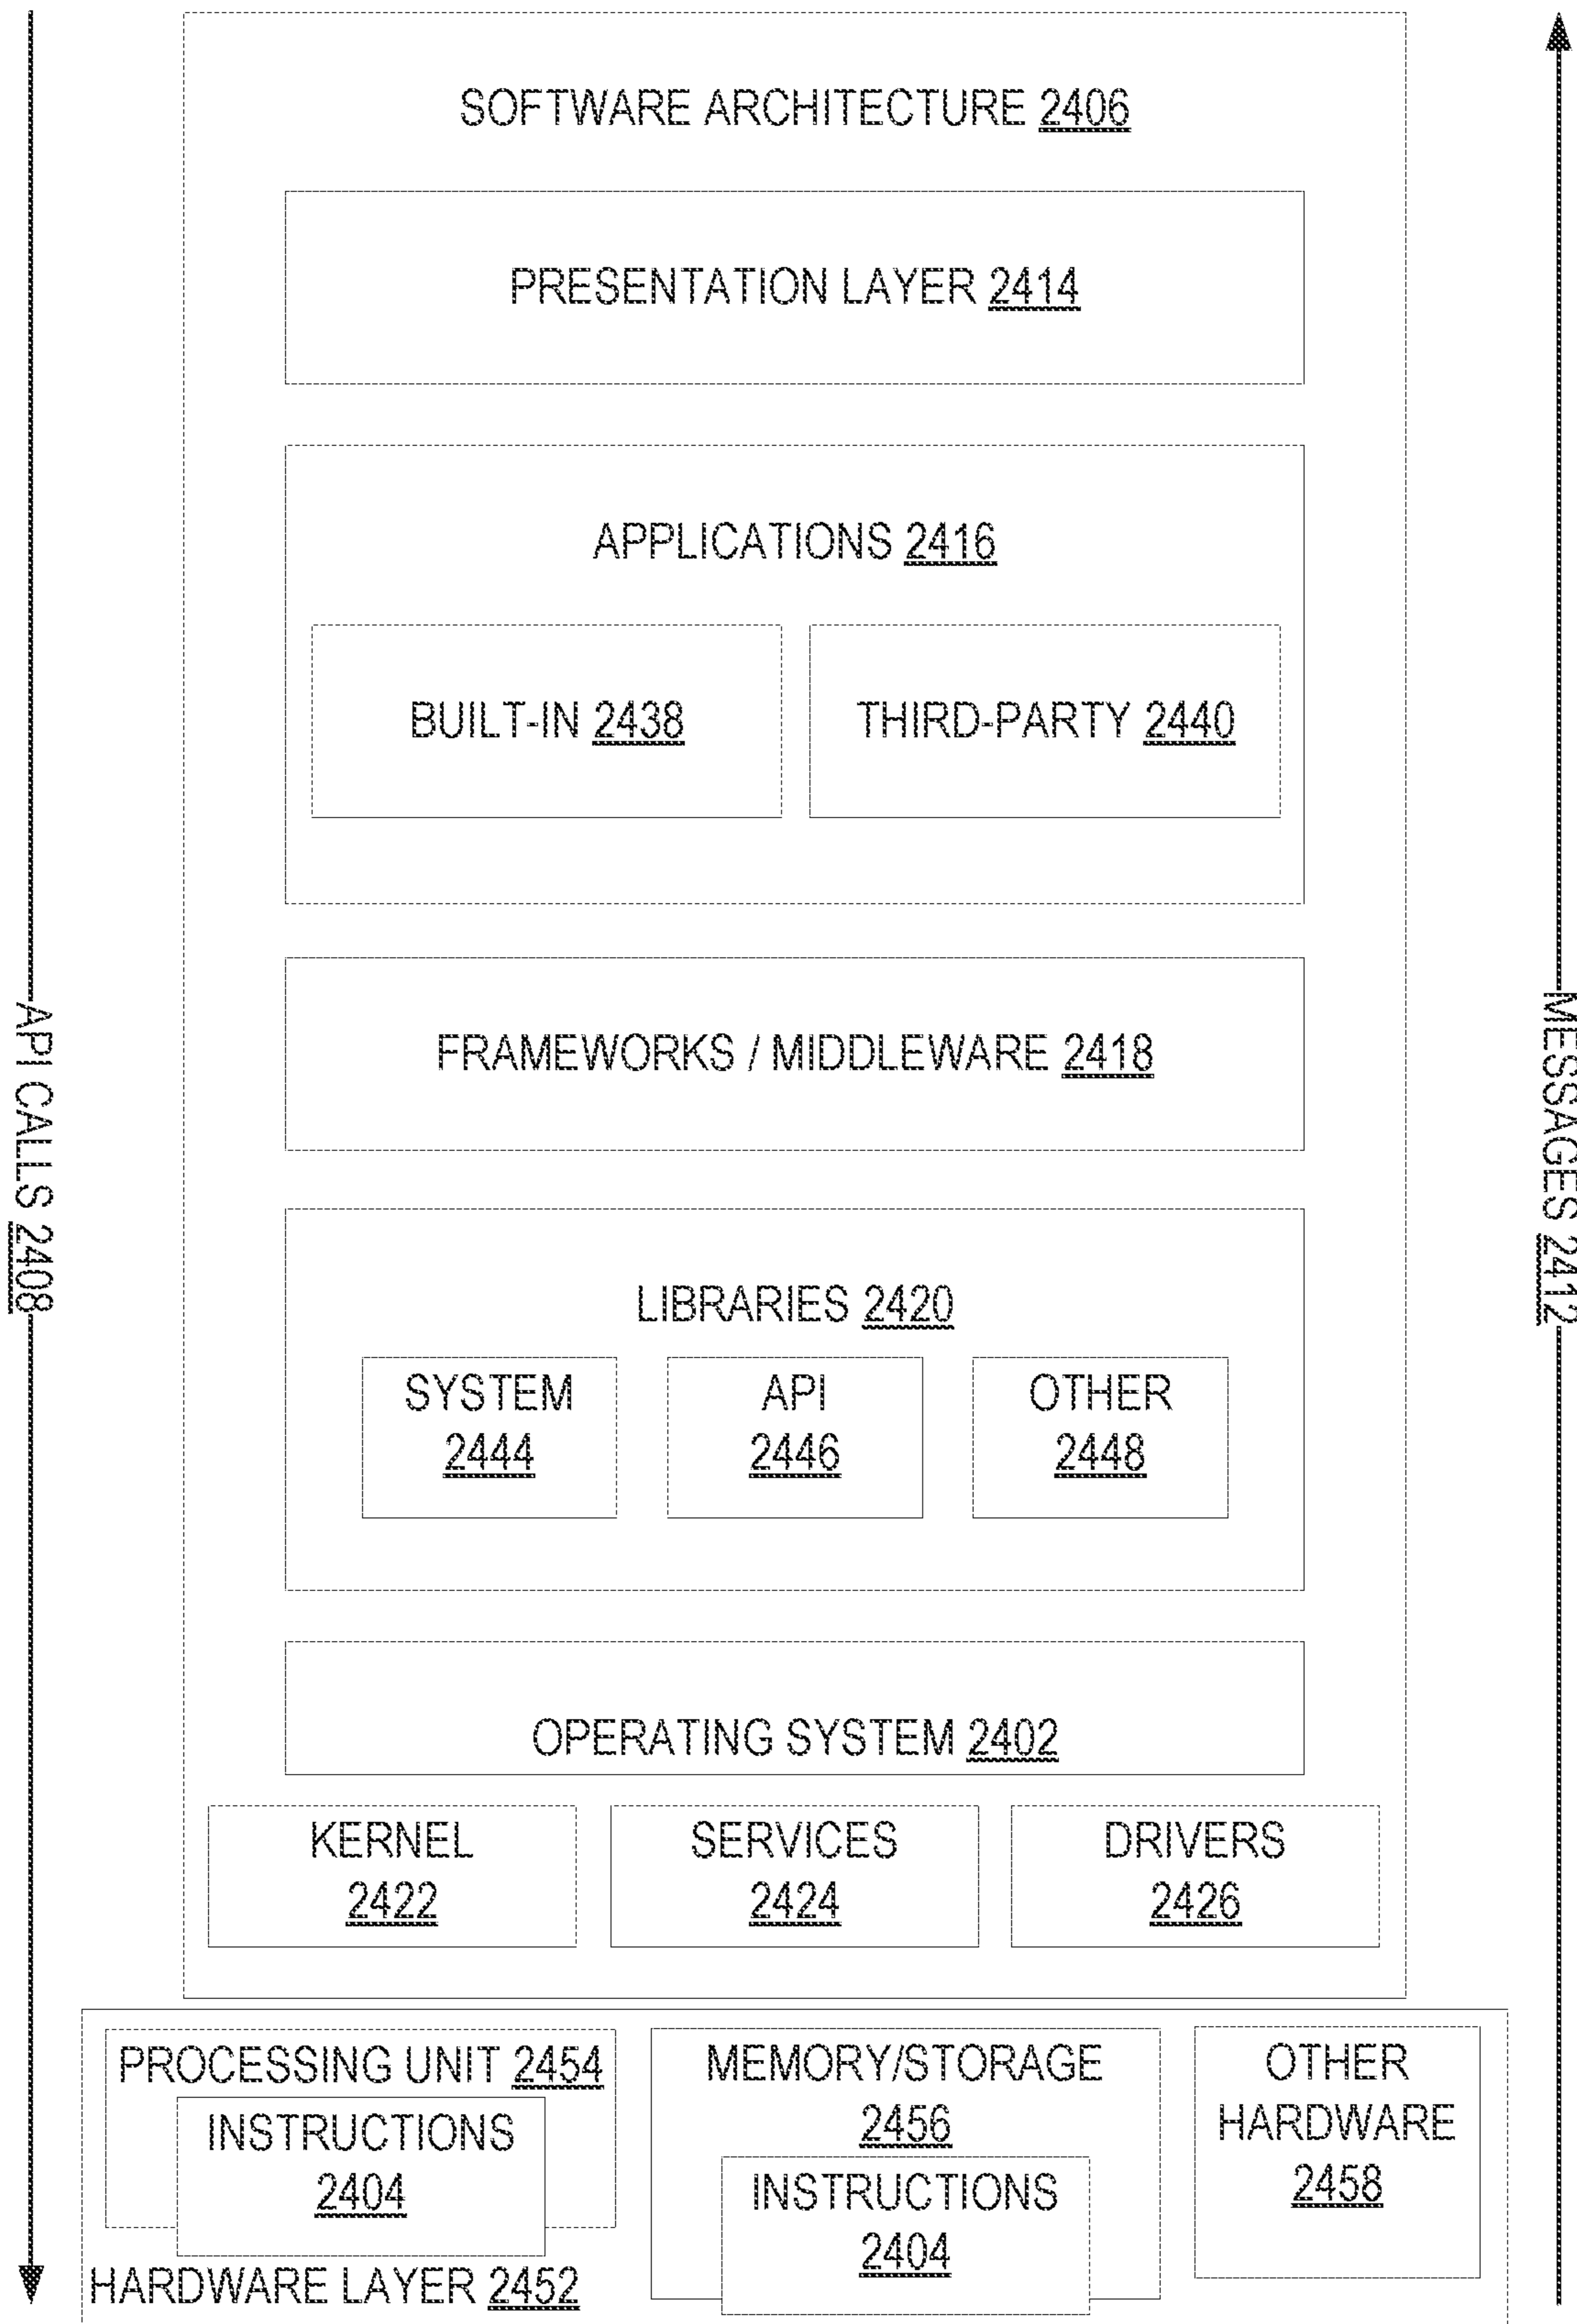 SOFTWARE ARCHITECTURE 2406
PRESENTATION LAYER 2414
APPLICATIONS 2416
BUILT-IN 2438
THIRD-PARTY 2440
FRAMEWORKS / MIDDLEWARE 2418
API CALLS 2408
MESSAGES 2412
LIBRARIES 2420
SYSTEM
2444
API
2446
OTHER
2448
OPERATING SYSTEM 2402
KERNEL
2422
SERVICES
2424
DRIVERS
2426
PROCESSING UNIT 2454
INSTRUCTIONS
2404
MEMORY/STORAGE
2456
INSTRUCTIONS
2404
OTHER
HARDWARE
2458
HARDWARE LAYER 2452